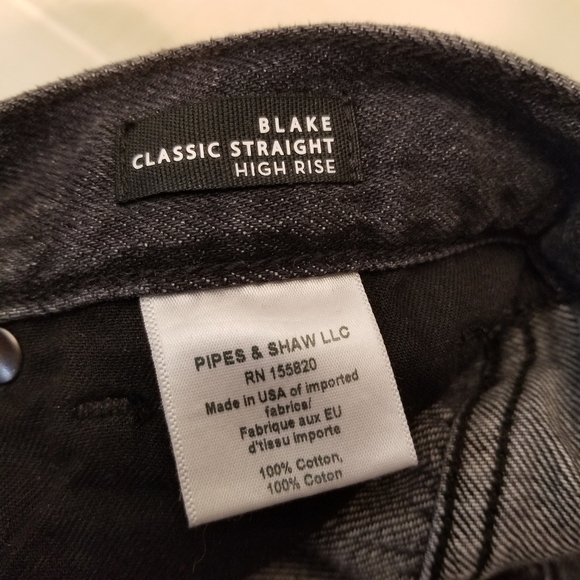 BLAKE
CLASSIC STRAIGHT
HIGH RISE
PIPES & SHAW LLC
RN 155820
Made in USA of imported
fabrics/
Fabrique aux EU
d'tissu importe
100% Cotton,
100% Coton